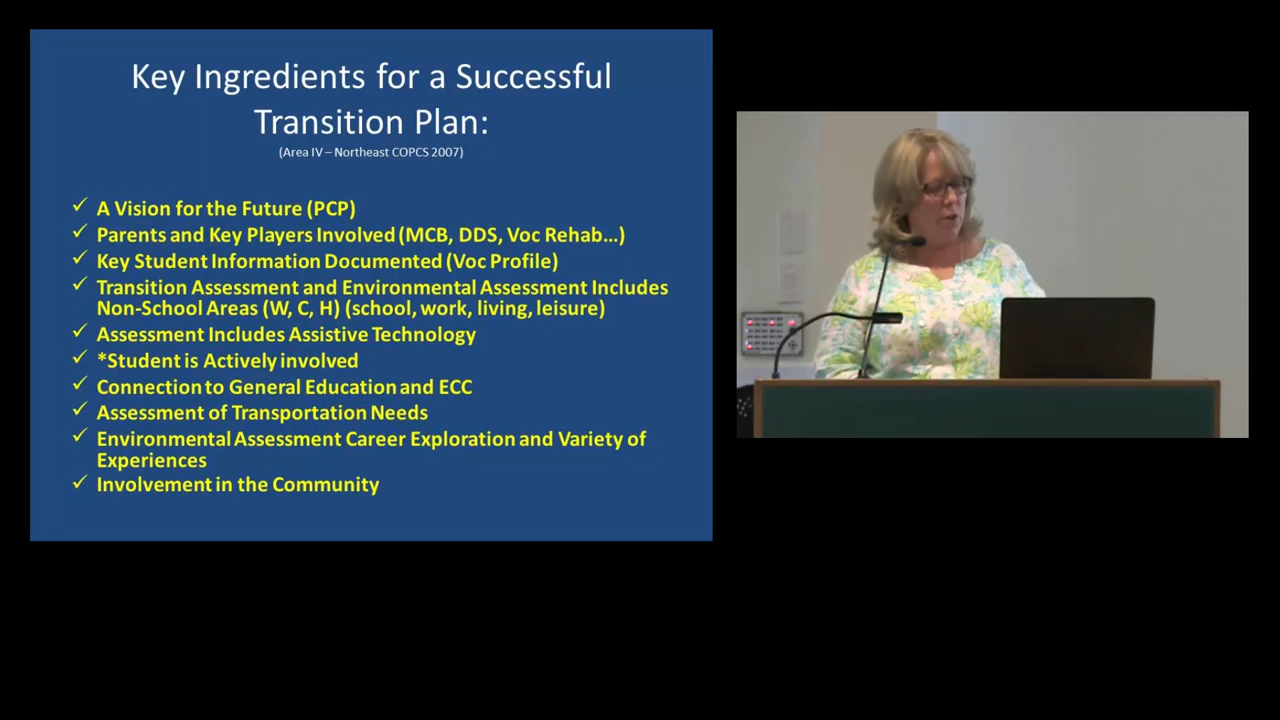 Key Ingredients for a Successful
Transition Plan:
(Area IV – Northeast COPCS 2007)
✓ A Vision for the Future (PCP)
✓ Parents and Key Players Involved (MCB, DDS, Voc Rehab…)
✓ Key Student Information Documented (Voc Profile)
✓ Transition Assessment and Environmental Assessment Includes
Non-School Areas (W, C, H) (school, work, living, leisure)
✓ Assessment Includes Assistive Technology
✓ *Student is Actively involved
✓ Connection to General Education and ECC
✓ Assessment of Transportation Needs
✓ Environmental Assessment Career Exploration and Variety of
Experiences
✓ Involvement in the Community